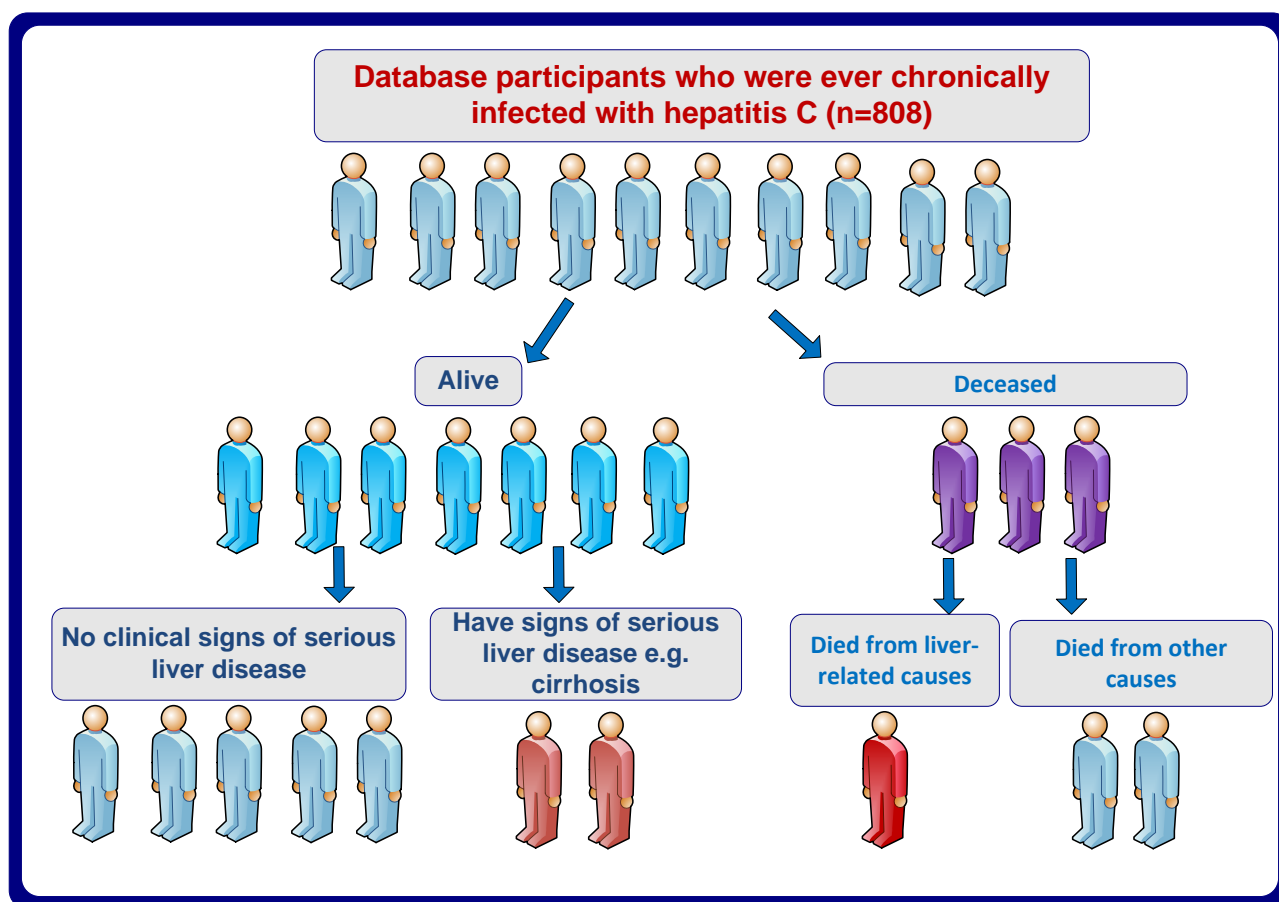 Database participants who were ever chronically
infected with hepatitis C (n=808)
Alive
Deceased
No clinical signs of serious
liver disease
Have signs of serious
liver disease e.g.
cirrhosis
Died from liver-
related causes
Died from other
causes